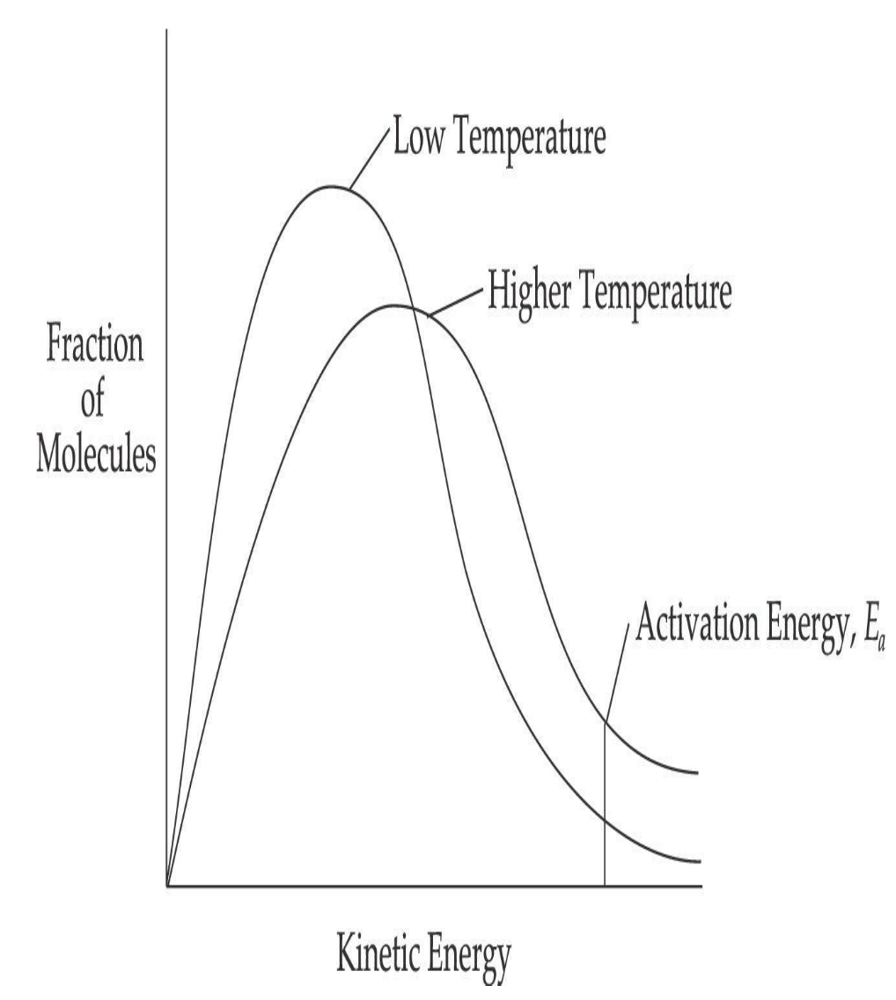 Low Temperature
Higher Temperature
Fraction
of
Molecules
Activation Energy, Eₐ
Kinetic Energy